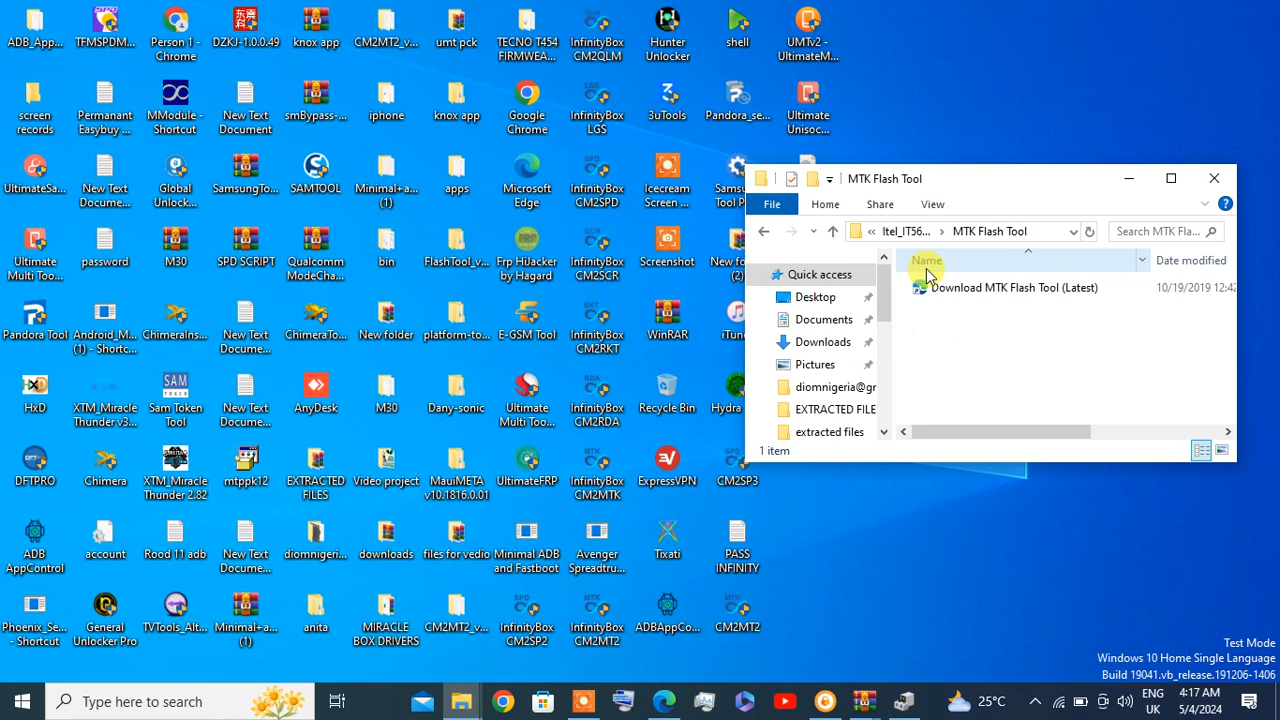 ADB_App...
TFMSPDM...
Person 1 -
Chrome
DZKJ-1.0.0.49
knox app
CM2MT2_v...
umt pck
TECNO T454
FIRMWEA...
InfinityBox
CM2QLM
Hunter
Unlocker
shell
UMTv2 -
UltimateM...
screen
records
Permanant
Easybuy ...
MModule -
Shortcut
New Text
Document
smBypass-...
iphone
knox app
Google
Chrome
InfinityBox
LGS
3uTools
Pandora_se...
Ultimate
Unisoc...
UltimateSa...
New Text
Docume...
Global
Unlock...
SamsungTo...
SAMTOOL
Minimal+a...
(1)
apps
Microsoft
Edge
InfinityBox
CM2SPD
Icecream
Screen ...
Sams
Tool P
Ultimate
Multi Too...
password
M30
SPD SCRIPT
Qualcomm
ModeCha...
bin
FlashTool_v...
Frp HiJacker
by Hagard
InfinityBox
CM2SCR
Screenshot
New fo
(2)
Pandora Tool
Android_M...
(1) - Shortc...
ChimeraIns...
New Text
Docume...
ChimeraTo...
New folder
platform-to...
E-GSM Tool
InfinityBox
CM2RKT
WinRAR
iTun
HxD
XTM_Miracle
Thunder v3...
Sam Token
Tool
New Text
Docume...
AnyDesk
M30
Dany-sonic
Ultimate
Multi Too...
InfinityBox
CM2RDA
Recycle Bin
Hydra
DFTPRO
Chimera
XTM_Miracle
Thunder 2.82
mtppk12
EXTRACTED
FILES
Video project
MauiMETA
v10.1816.0.01
UltimateFRP
InfinityBox
CM2MTK
ExpressVPN
CM2SP3
ADB
AppControl
account
Rood 11 adb
New Text
Docume...
diomnigeri...
downloads
files for vedio
Minimal ADB
and Fastboot
Avenger
Spreadtru...
Tixati
PASS
INFINITY
Phoenix_Se...
- Shortcut
General
Unlocker Pro
TVTools_Alt...
Minimal+a...
(1)
anita
MIRACLE
BOX DRIVERS
CM2MT2_v...
InfinityBox
CM2SP2
InfinityBox
CM2MT2
ADBAppCo...
CM2MT2
MTK Flash Tool
File
Home
Share
View
« Itel_IT56... > MTK Flash Tool
Search MTK Fla...
Name
Date modified
Download MTK Flash Tool (Latest)
10/19/2019 12:42
Quick access
Desktop
Documents
Downloads
Pictures
diomnigeria@gr
EXTRACTED FILE
extracted files
1 item
Test Mode
Windows 10 Home Single Language
Build 19041.vb_release.191206-1406
Type here to search
25°C
ENG
UK
4:17 AM
5/4/2024